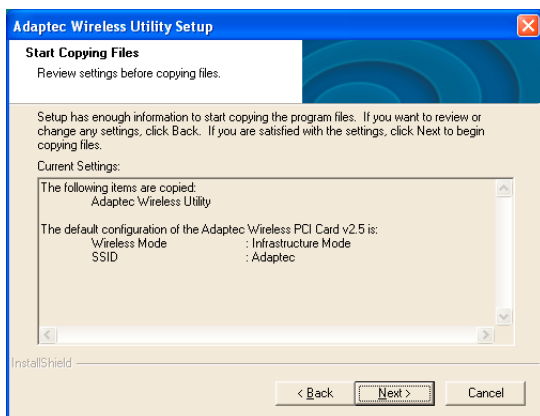 Adaptec Wireless Utility Setup
Start Copying Files
Review settings before copying files.
Setup has enough information to start copying the program files. If you want to review or
change any settings, click Back. If you are satisfied with the settings, click Next to begin
copying files.
Current Settings:
The following items are copied:
Adaptec Wireless Utility
The default configuration of the Adaptec Wireless PCI Card v2.5 is:
Wireless Mode : Infrastructure Mode
SSID : Adaptec
InstallShield
< Back Next > Cancel